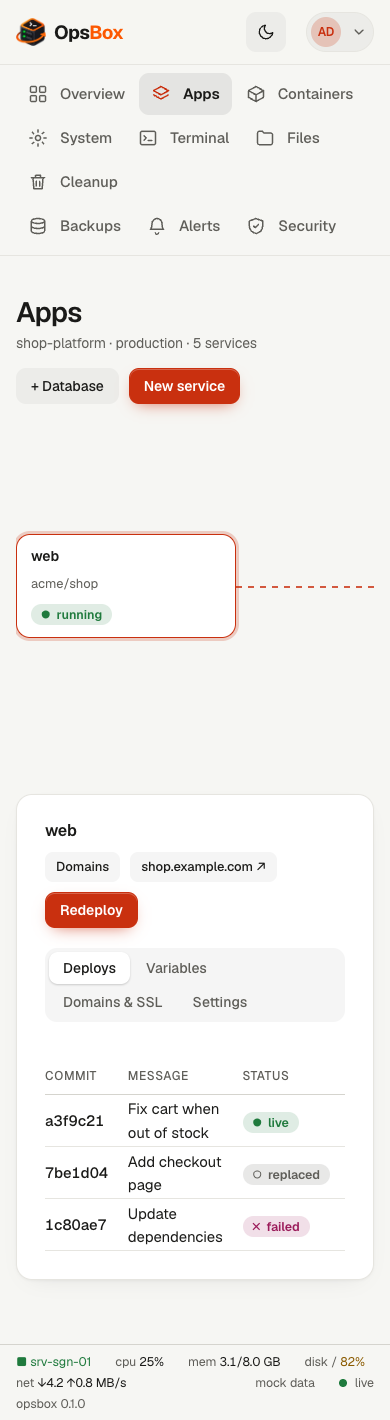 OpsBox
AD
Overview Apps Containers
System Terminal Files
Cleanup
Backups Alerts Security
Apps
shop-platform · production · 5 services
+ Database New service
web
acme/shop
running
web
Domains shop.example.com ↗
Redeploy
Deploys Variables
Domains & SSL Settings
COMMIT MESSAGE STATUS
a3f9c21 Fix cart when out of stock live
7be1d04 Add checkout page replaced
1c80ae7 Update dependencies failed
srv-sgn-01 cpu 25% mem 3.1/8.0 GB disk / 82%
net ↓4.2 ↑0.8 MB/s mock data live
opsbox 0.1.0